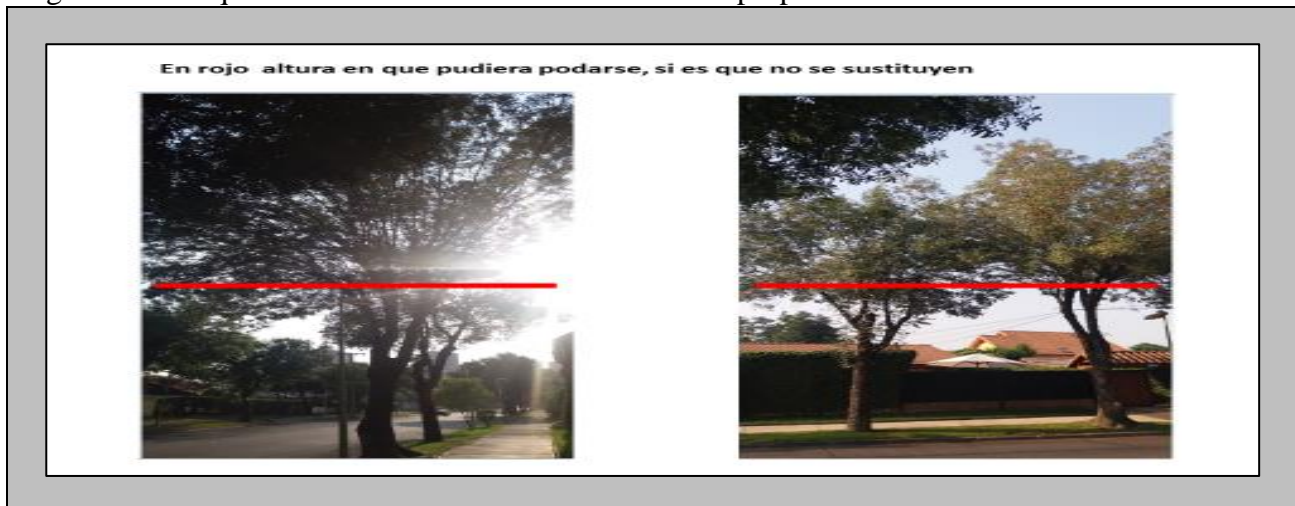 En rojo altura en que pudiera podarse, si es que no se sustituyen